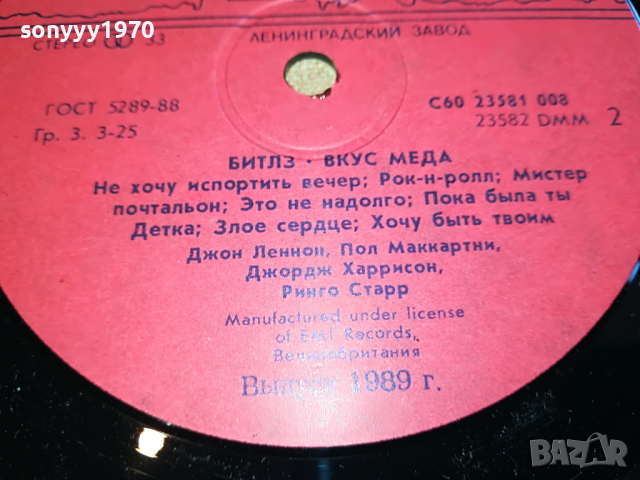 sonyyy1970
СТЕРЕО 33
ЛЕНИНГРАДСКИЙ ЗАВОД
ГОСТ 5289-88
Гр. 3. 3-25
С60 23581 008
23582 DMM 2
БИТЛЗ · ВКУС МЕДА
Не хочу испортить вечер; Рок-н-ролл; Мистер
почтальон; Это не надолго; Пока была ты
Детка; Злое сердце; Хочу быть твоим
Джон Леннон, Пол Маккартни,
Джордж Харрисон,
Ринго Старр
Manufactured under license
of EMI Records,
Великобритания
Выпуск 1989 г.
BAZAR